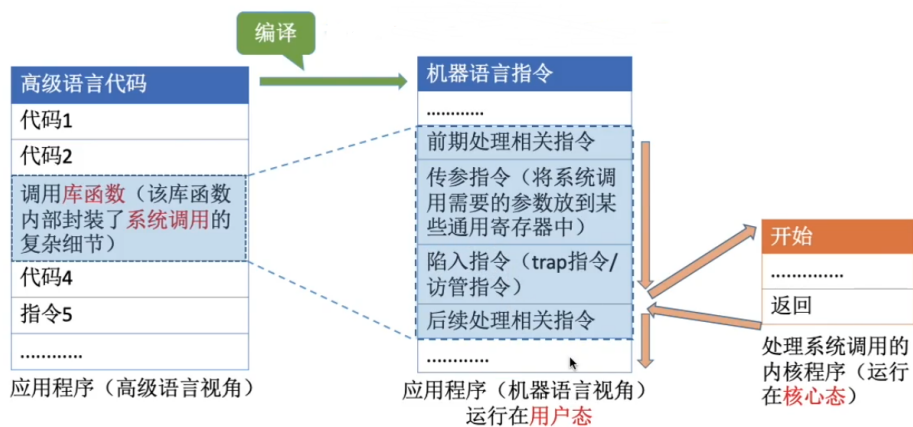 编译
高级语言代码
代码1
代码2
调用库函数（该库函数
内部封装了系统调用的
复杂细节）
代码4
指令5
............
应用程序（高级语言视角）
机器语言指令
............
前期处理相关指令
传参指令（将系统调
用需要的参数放到某
些通用寄存器中）
陷入指令（trap指令/
访管指令）
后续处理相关指令
............
应用程序（机器语言视角）
运行在用户态
开始
..............
返回
处理系统调用的
内核程序（运行
在核心态）